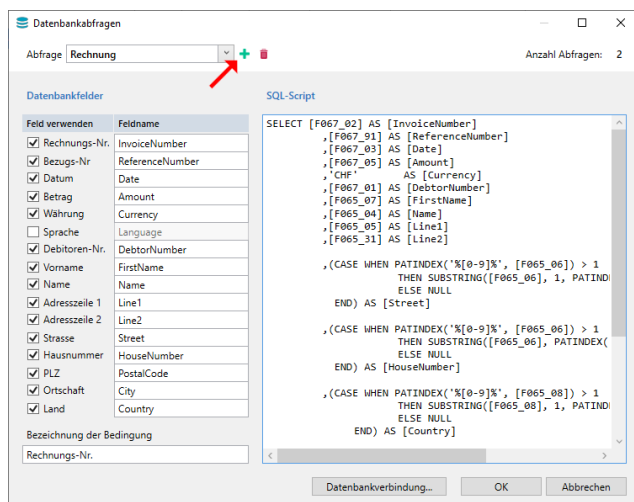 Datenbankabfragen
Abfrage Rechnung Anzahl Abfragen: 2
Datenbankfelder
Feld verwenden Feldname
Rechnungs-Nr. InvoiceNumber
Bezugs-Nr ReferenceNumber
Datum Date
Betrag Amount
Währung Currency
Sprache Language
Debitoren-Nr. DebtorNumber
Vorname FirstName
Name Name
Adresszeile 1 Line1
Adresszeile 2 Line2
Strasse Street
Hausnummer HouseNumber
PLZ PostalCode
Ortschaft City
Land Country
Bezeichnung der Bedingung
Rechnungs-Nr.
SQL-Script
SELECT [F067_02] AS [InvoiceNumber]
,[F067_91] AS [ReferenceNumber]
,[F067_03] AS [Date]
,[F067_05] AS [Amount]
,'CHF' AS [Currency]
,[F067_01] AS [DebtorNumber]
,[F065_07] AS [FirstName]
,[F065_04] AS [Name]
,[F065_05] AS [Line1]
,[F065_31] AS [Line2]
,(CASE WHEN PATINDEX('%[0-9]%', [F065_06]) > 1
THEN SUBSTRING([F065_06], 1, PATIND
ELSE NULL
END) AS [Street]
,(CASE WHEN PATINDEX('%[0-9]%', [F065_06]) > 1
THEN SUBSTRING([F065_06], PATINDEX(
ELSE NULL
END) AS [HouseNumber]
,(CASE WHEN PATINDEX('%[0-9]%', [F065_08]) > 1
THEN SUBSTRING([F065_08], 1, PATIND
ELSE NULL
END) AS [Country]
Datenbankverbindung... OK Abbrechen